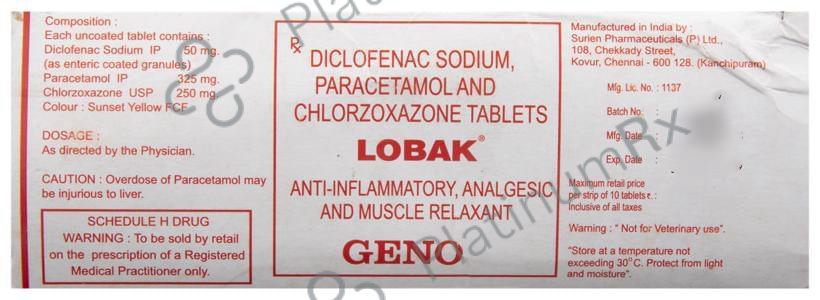 Composition :
Each uncoated tablet contains :
Diclofenac Sodium IP 50 mg.
(as enteric coated granules)
Paracetamol IP 325 mg.
Chlorzoxazone USP 250 mg.
Colour : Sunset Yellow FCF
DOSAGE :
As directed by the Physician.
CAUTION : Overdose of Paracetamol may
be injurious to liver.
SCHEDULE H DRUG
WARNING : To be sold by retail
on the prescription of a Registered
Medical Practitioner only.
℞
DICLOFENAC SODIUM,
PARACETAMOL AND
CHLORZOXAZONE TABLETS
LOBAK®
ANTI-INFLAMMATORY, ANALGESIC
AND MUSCLE RELAXANT
GENO
Manufactured in India by :
Surien Pharmaceuticals (P) Ltd.,
108, Chekkady Street,
Kovur, Chennai - 600 128. (Kanchipuram)
Mfg. Lic. No. : 1137
Batch No. :
Mfg. Date :
Exp. Date :
Maximum retail price
per strip of 10 tablets ₹. :
Inclusive of all taxes
Warning : " Not for Veterinary use".
"Store at a temperature not
exceeding 30°C. Protect from light
and moisture".
PlatinumRx